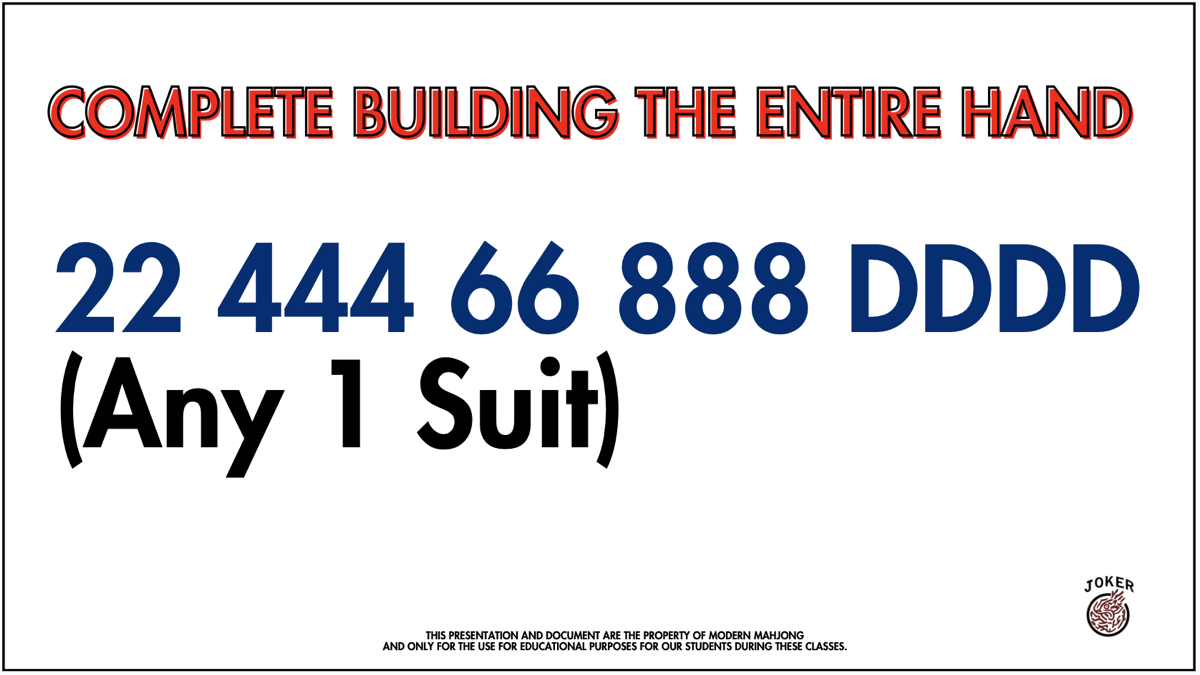 COMPLETE BUILDING THE ENTIRE HAND
22 444 66 888 DDDD
(Any 1 Suit)
JOKER
THIS PRESENTATION AND DOCUMENT ARE THE PROPERTY OF MODERN MAHJONG
AND ONLY FOR THE USE FOR EDUCATIONAL PURPOSES FOR OUR STUDENTS DURING THESE CLASSES.